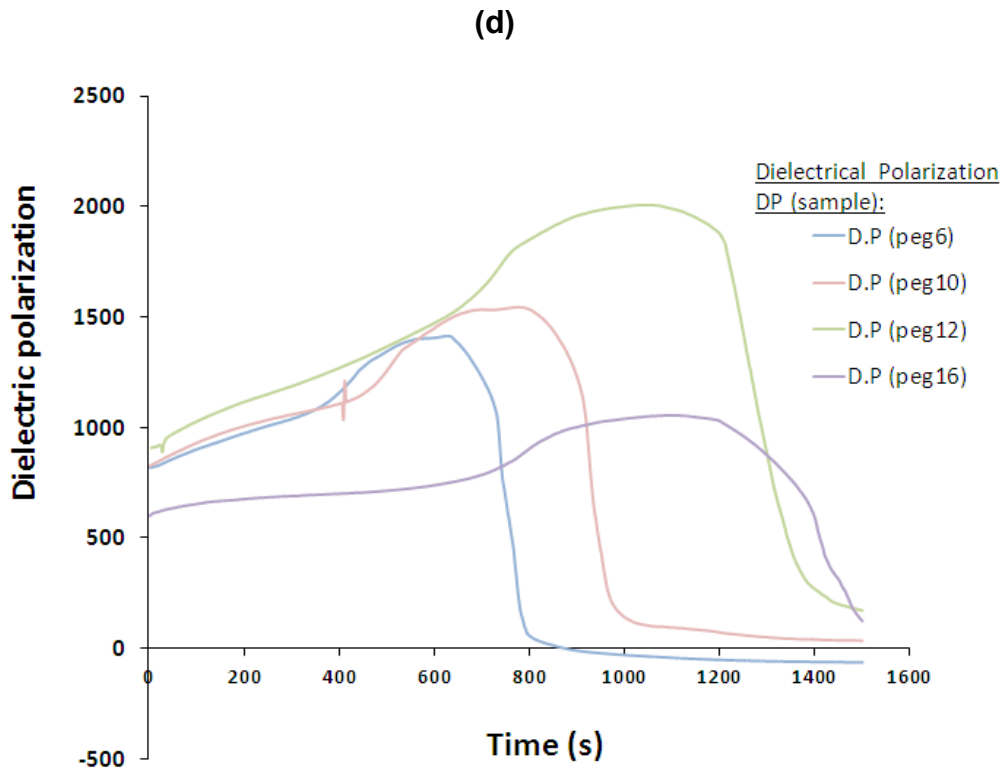 (d)
2500
2000
1500
1000
500
0
-500
Dielectric polarization
0 200 400 600 800 1000 1200 1400 1600
Time (s)
Dielectrical Polarization
DP (sample):
D.P (peg6)
D.P (peg10)
D.P (peg12)
D.P (peg16)